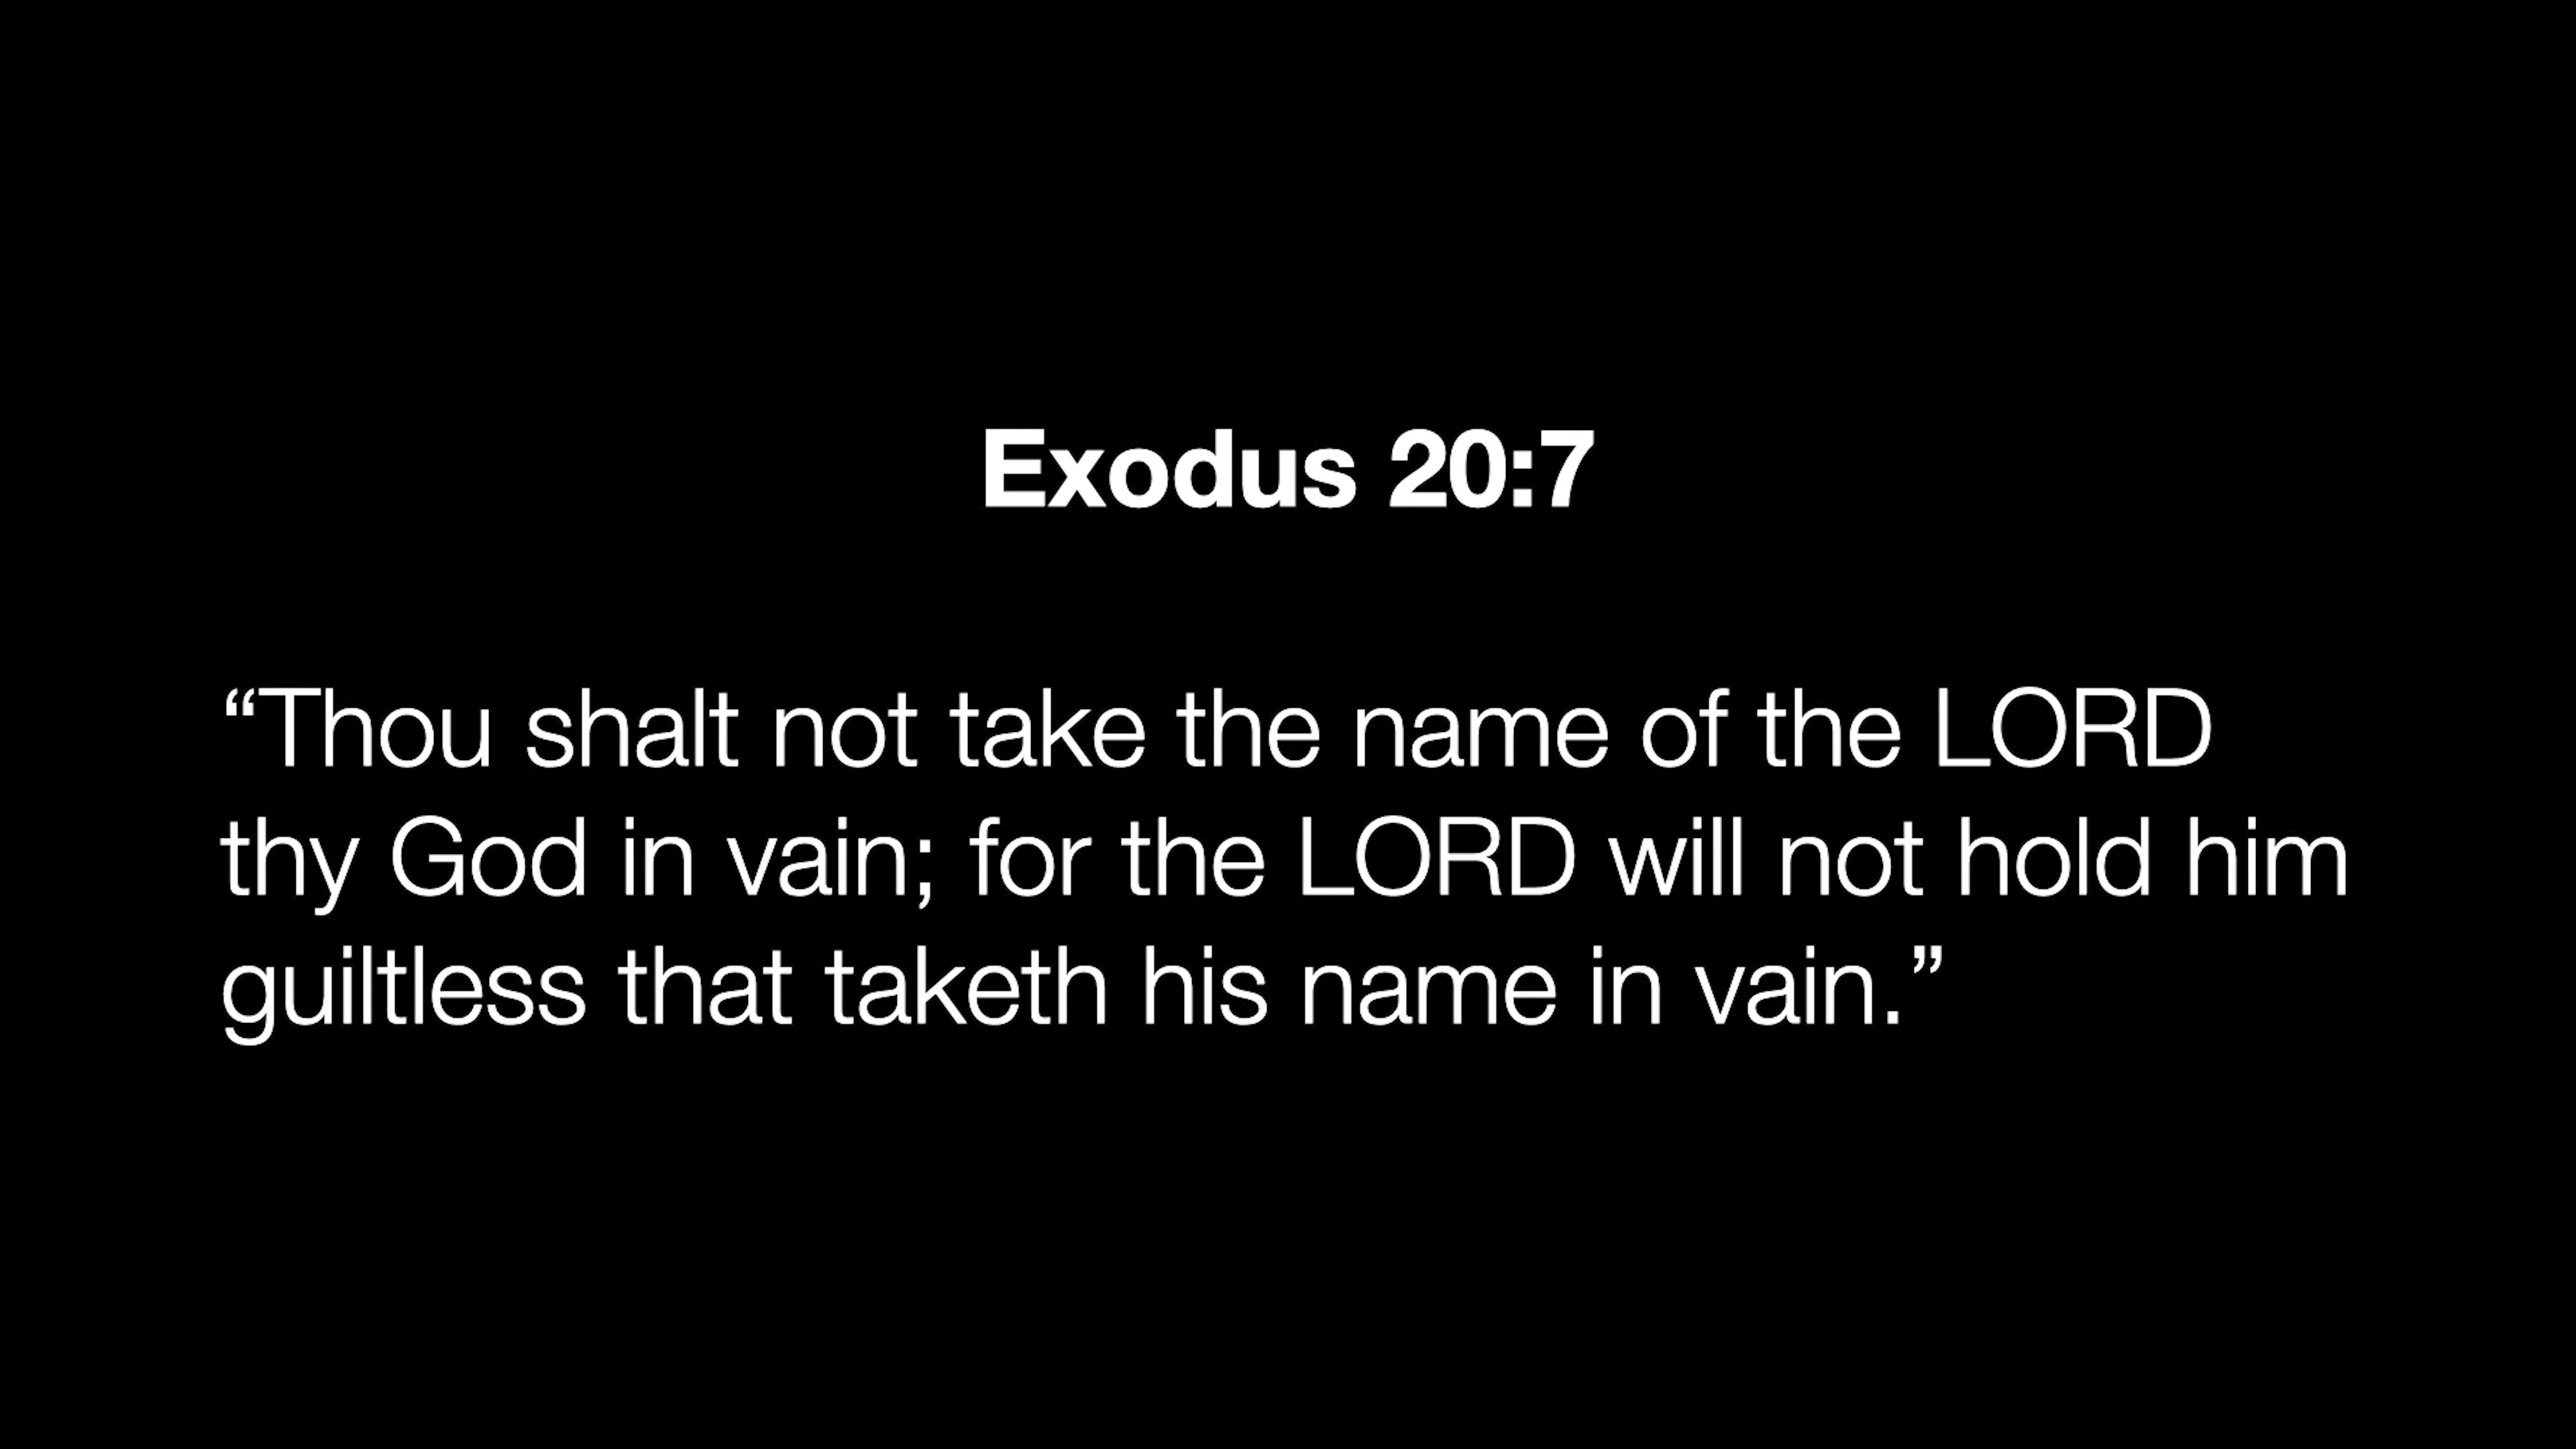 Exodus 20:7
“Thou shalt not take the name of the LORD
thy God in vain; for the LORD will not hold him
guiltless that taketh his name in vain.”